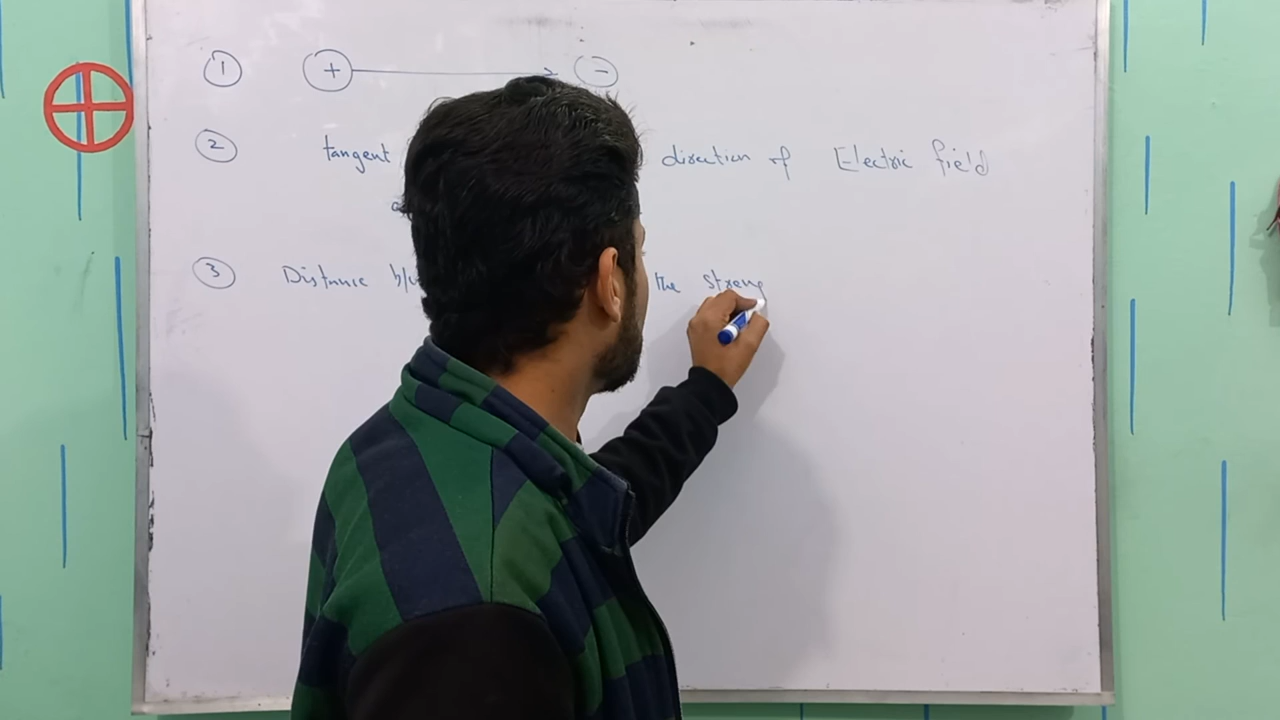 ① + → -
② tangent direction of Electric field
③ Distance b/w the streng